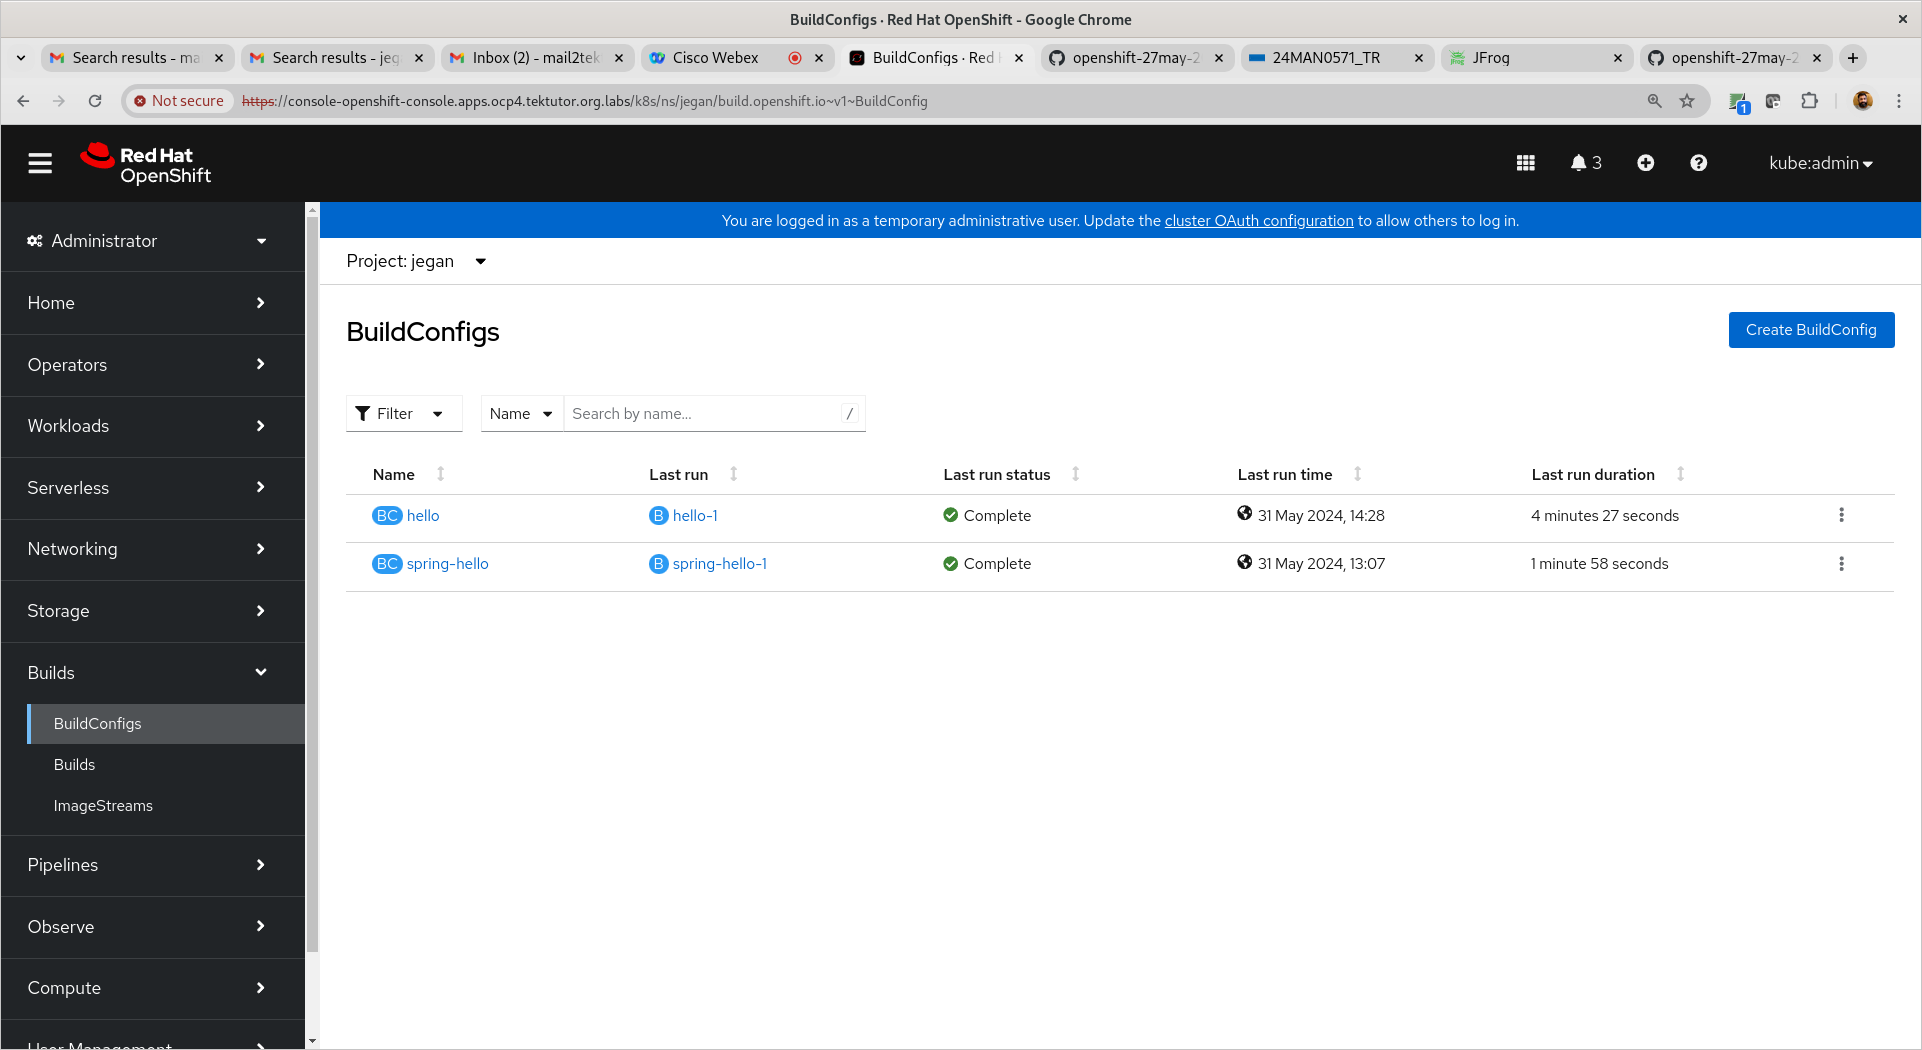 BuildConfigs · Red Hat OpenShift - Google Chrome
Search results - ma
Search results - jeg
Inbox (2) - mail2tek
Cisco Webex
BuildConfigs · Red
openshift-27may-2
24MAN0571_TR
JFrog
openshift-27may-2
Not secure
https://console-openshift-console.apps.ocp4.tektutor.org.labs/k8s/ns/jegan/build.openshift.io~v1~BuildConfig
1
Red Hat
OpenShift
3
kube:admin
You are logged in as a temporary administrative user. Update the cluster OAuth configuration to allow others to log in.
Administrator
Home
Operators
Workloads
Serverless
Networking
Storage
Builds
BuildConfigs
Builds
ImageStreams
Pipelines
Observe
Compute
User Management
Project: jegan
BuildConfigs
Create BuildConfig
Filter
Name
Search by name...
/
Name Last run Last run status Last run time Last run duration
BC hello B hello-1 Complete 31 May 2024, 14:28 4 minutes 27 seconds
BC spring-hello B spring-hello-1 Complete 31 May 2024, 13:07 1 minute 58 seconds